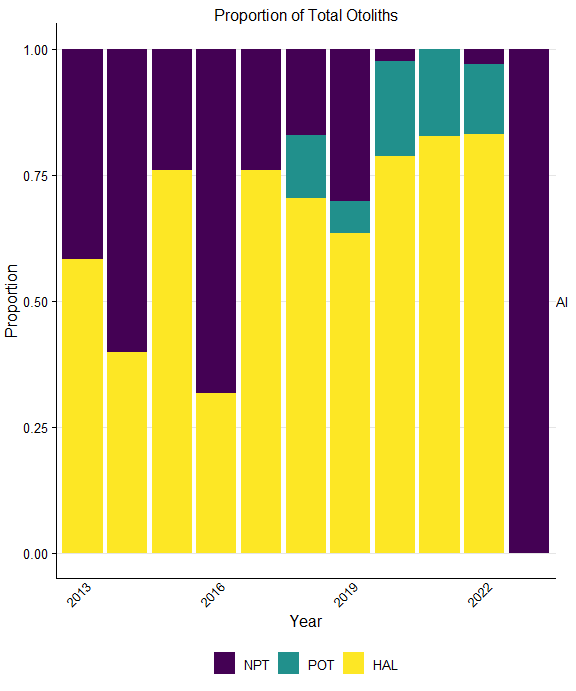 Proportion of Total Otoliths
1.00
0.75
0.50
0.25
0.00
Proportion
AI
2013
2016
2019
2022
Year
NPT POT HAL